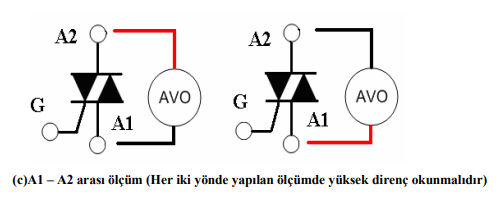 A2 A2
G AVO G AVO
A1 A1
(c)A1 – A2 arası ölçüm (Her iki yönde yapılan ölçümde yüksek direnç okunmalıdır)